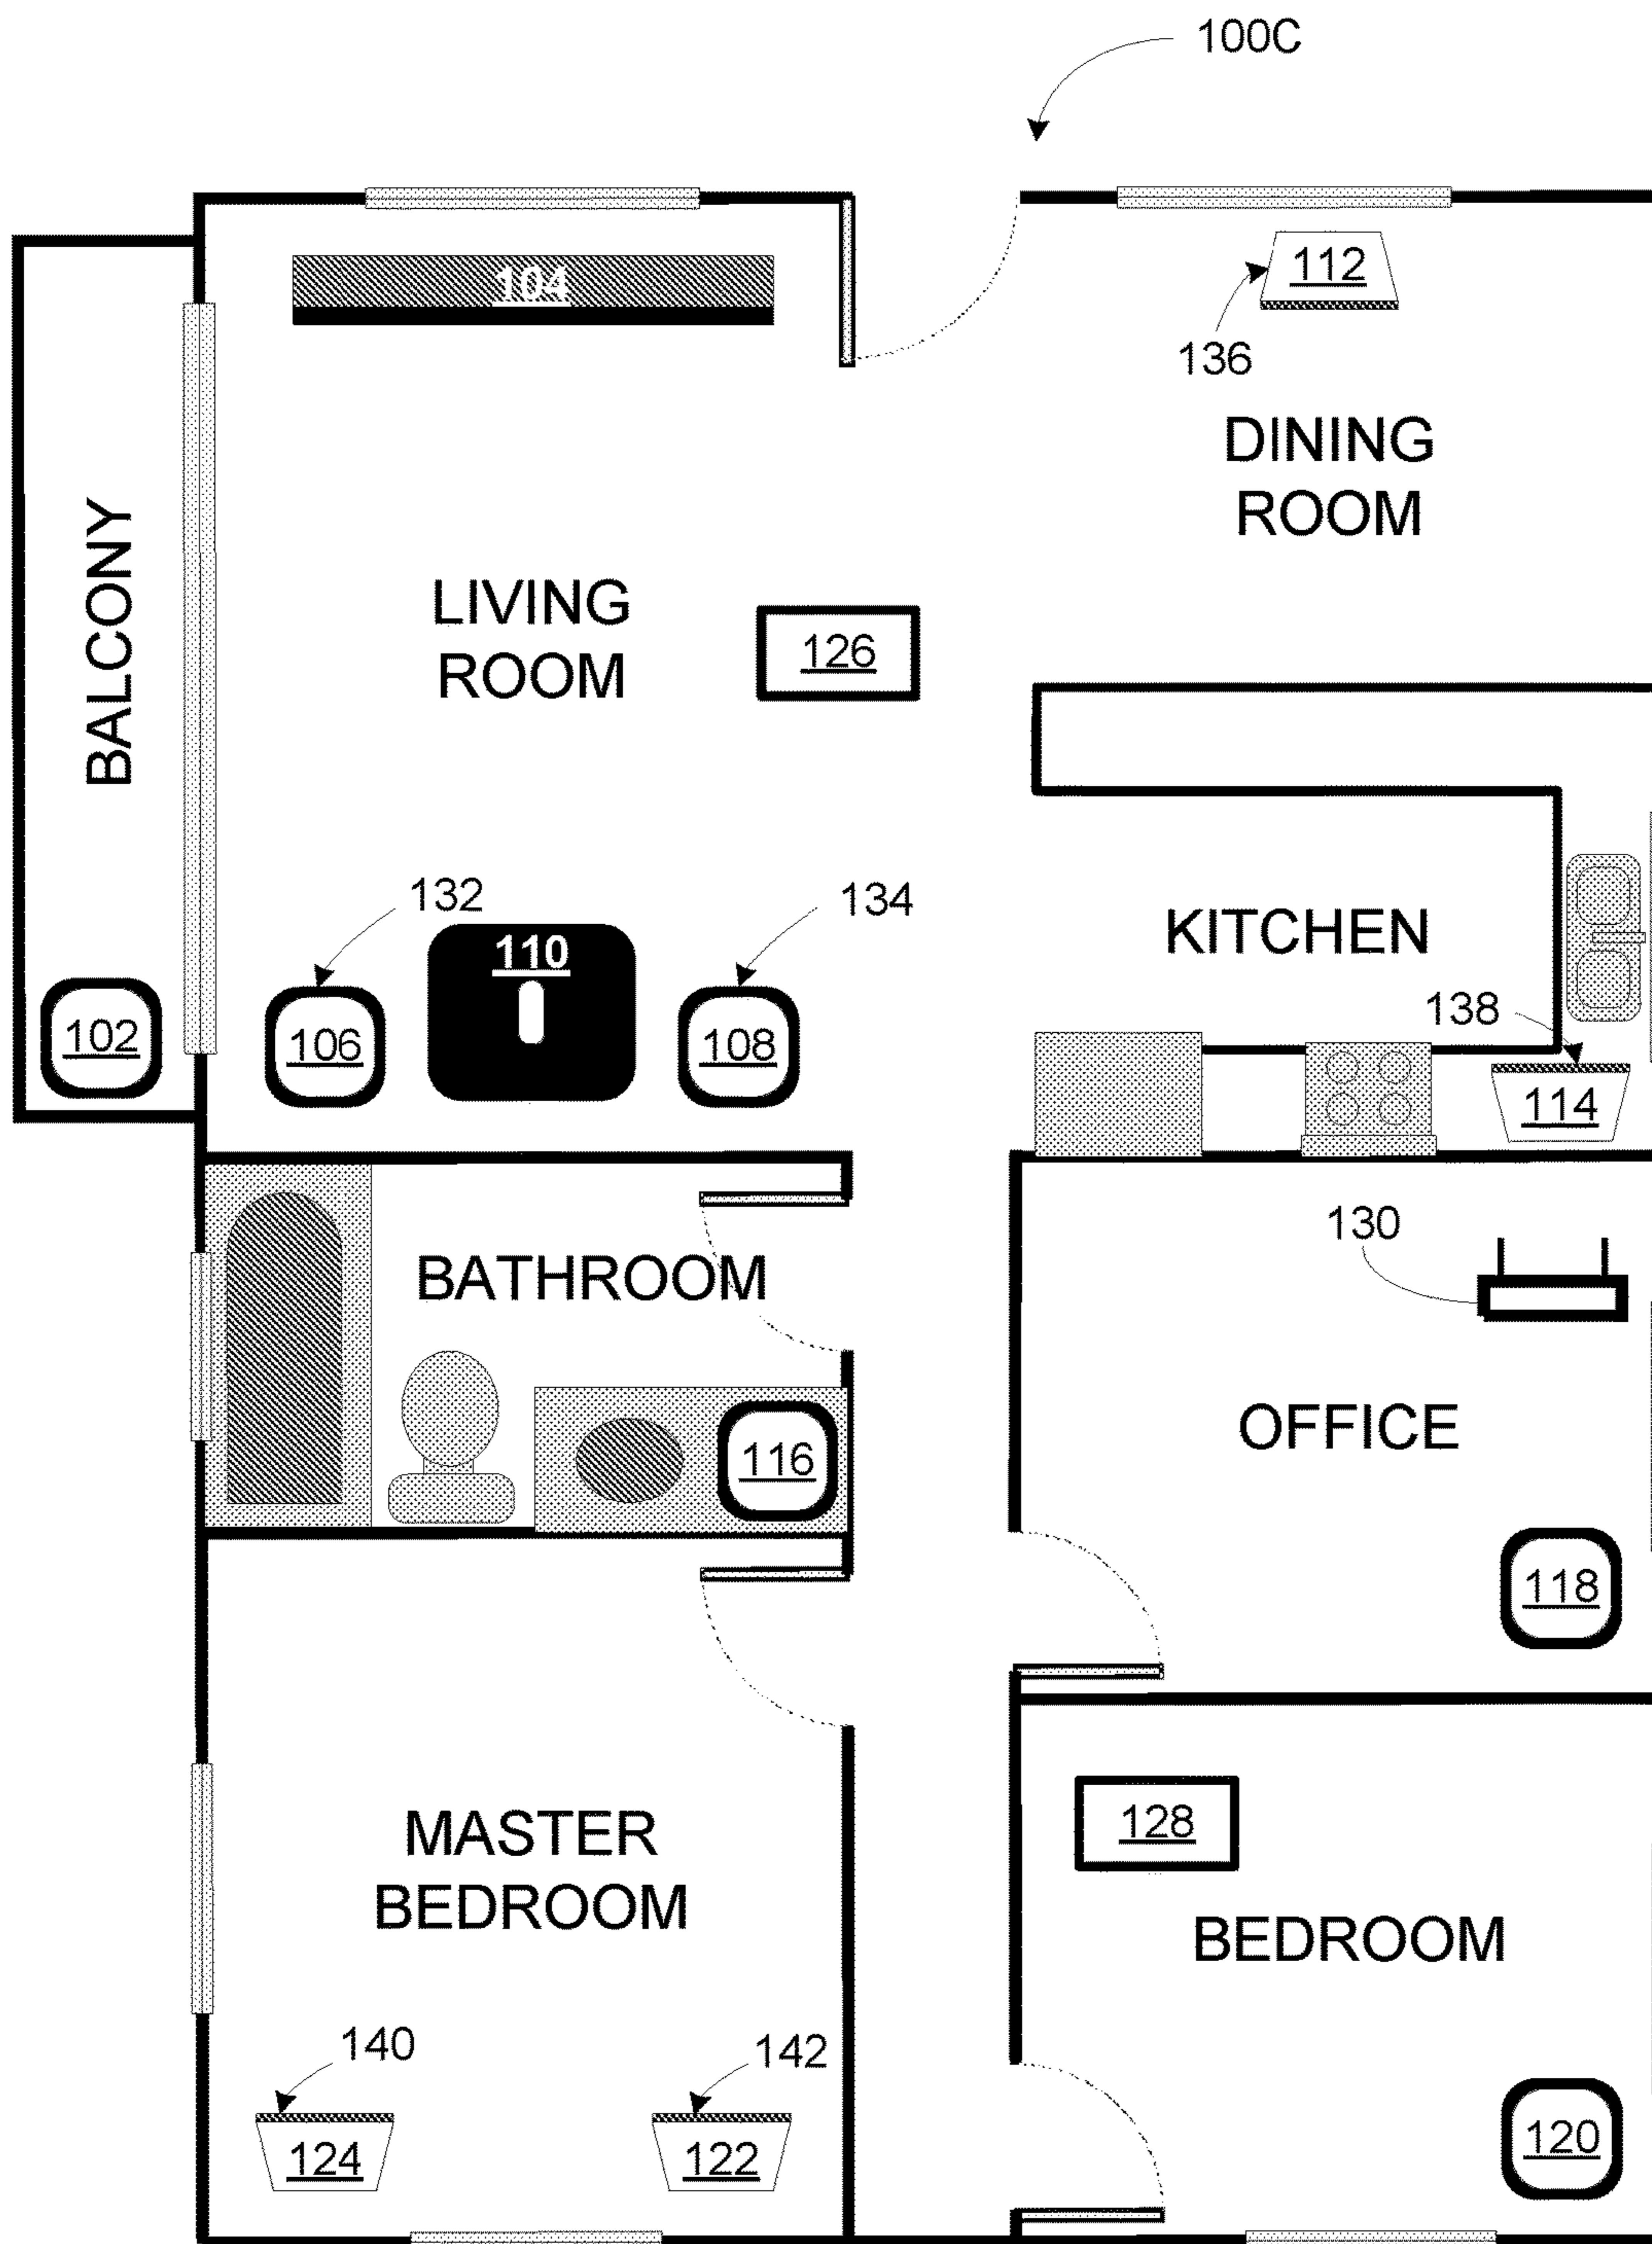 100C
104
112
136
DINING
ROOM
BALCONY
LIVING
ROOM
126
132
134
110
KITCHEN
102
106
108
138
114
130
BATHROOM
OFFICE
116
118
128
MASTER
BEDROOM
BEDROOM
140
142
124
122
120